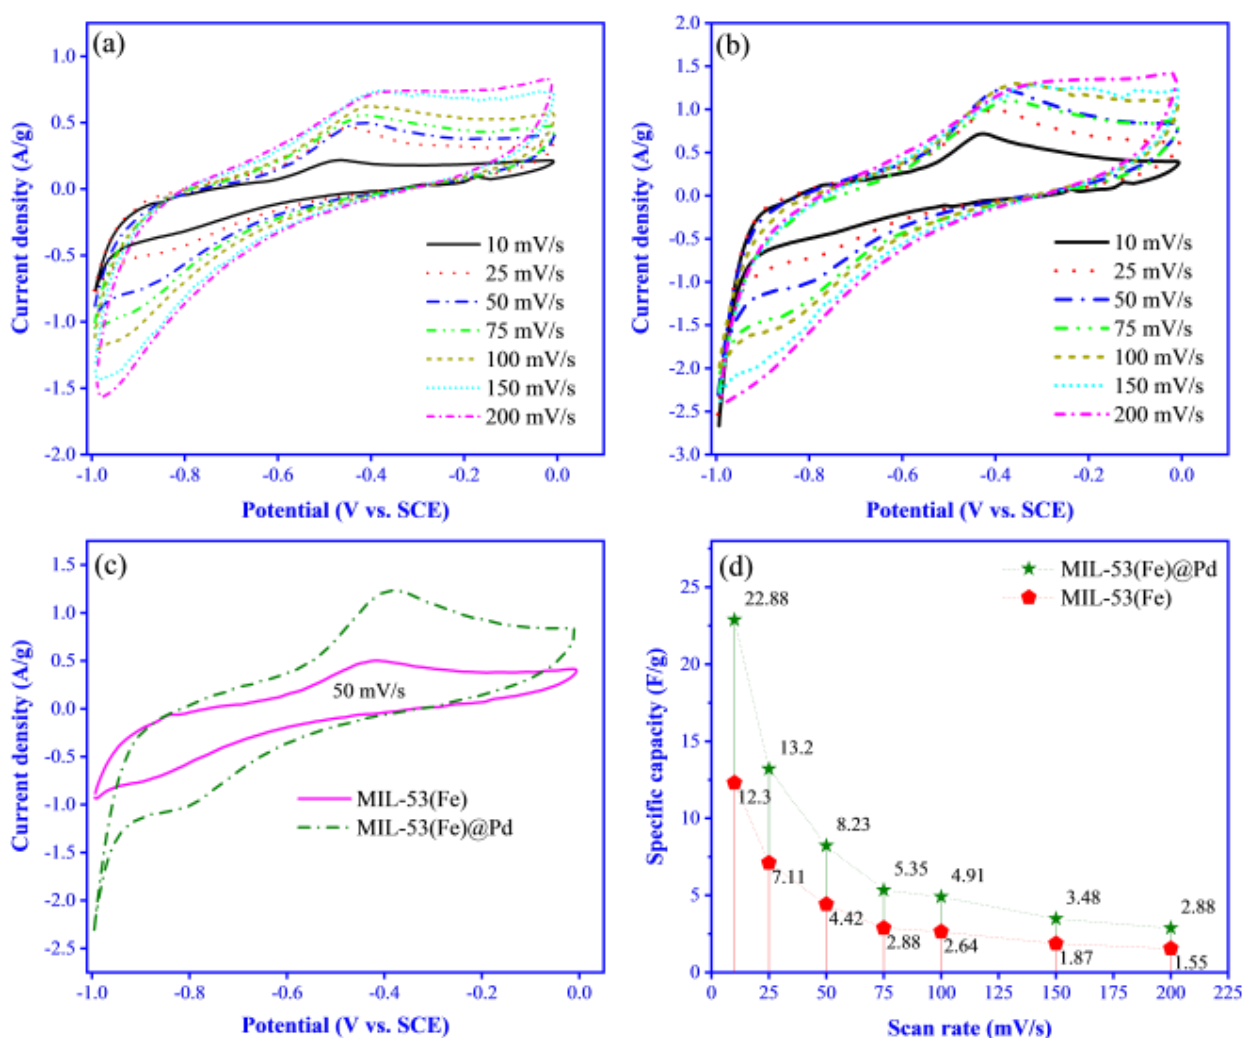 (a)
1.0
0.5
0.0
-0.5
-1.0
-1.5
-2.0
Current density (A/g)
10 mV/s
25 mV/s
50 mV/s
75 mV/s
100 mV/s
150 mV/s
200 mV/s
-1.0 -0.8 -0.6 -0.4 -0.2 0.0
Potential (V vs. SCE)
(b)
2.0
1.5
1.0
0.5
0.0
-0.5
-1.0
-1.5
-2.0
-2.5
-3.0
Current density (A/g)
10 mV/s
25 mV/s
50 mV/s
75 mV/s
100 mV/s
150 mV/s
200 mV/s
-1.0 -0.8 -0.6 -0.4 -0.2 0.0
Potential (V vs. SCE)
(c)
1.5
1.0
0.5
0.0
-0.5
-1.0
-1.5
-2.0
-2.5
Current density (A/g)
50 mV/s
MIL-53(Fe)
MIL-53(Fe)@Pd
-1.0 -0.8 -0.6 -0.4 -0.2 0.0
Potential (V vs. SCE)
(d)
MIL-53(Fe)@Pd
MIL-53(Fe)
25
20
15
10
5
0
Specific capacity (F/g)
22.88
13.2
12.3
8.23
7.11
5.35
4.91
3.48
2.88
4.42
2.88
2.64
1.87
1.55
0 25 50 75 100 125 150 175 200 225
Scan rate (mV/s)